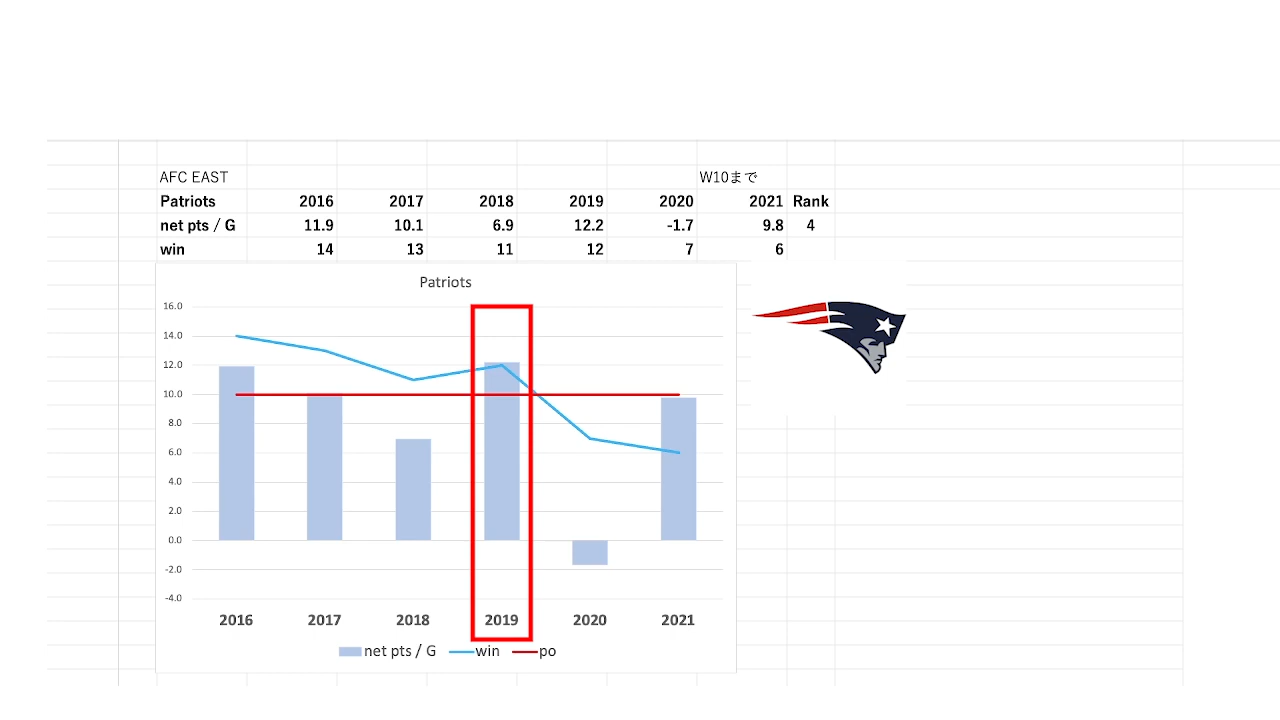 AFC EAST W10まで
Patriots 2016 2017 2018 2019 2020 2021 Rank
net pts / G 11.9 10.1 6.9 12.2 -1.7 9.8 4
win 14 13 11 12 7 6
Patriots
16.0
14.0
12.0
10.0
8.0
6.0
4.0
2.0
0.0
-2.0
-4.0
2016 2017 2018 2019 2020 2021
net pts / G win po